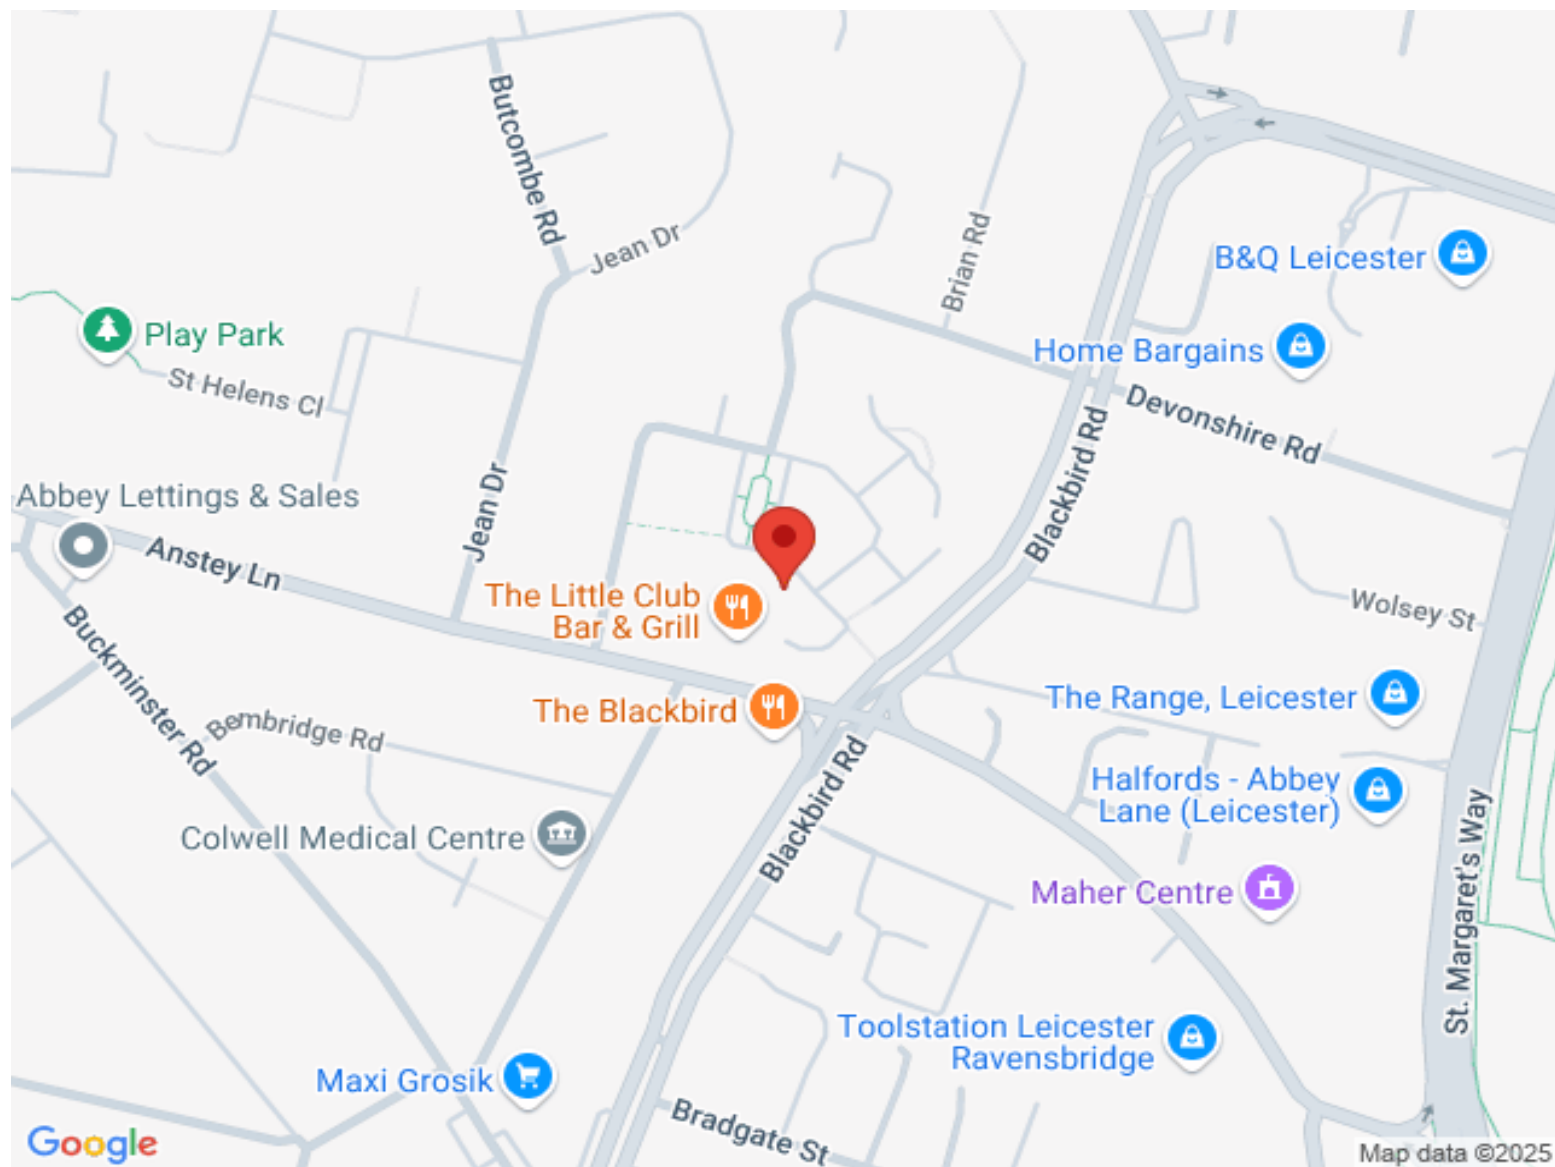 Butcombe Rd
Jean Dr
Brian Rd
B&Q Leicester
Play Park
Home Bargains
St Helens Cl
Devonshire Rd
Blackbird Rd
Abbey Lettings & Sales
Jean Dr
Anstey Ln
The Little Club
Bar & Grill
Wolsey St
Buckminster Rd
The Range, Leicester
The Blackbird
Bembridge Rd
Blackbird Rd
Halfords - Abbey
Lane (Leicester)
Colwell Medical Centre
Maher Centre
St. Margaret's Way
Toolstation Leicester
Ravensbridge
Maxi Grosik
Bradgate St
Google
Map data ©2025